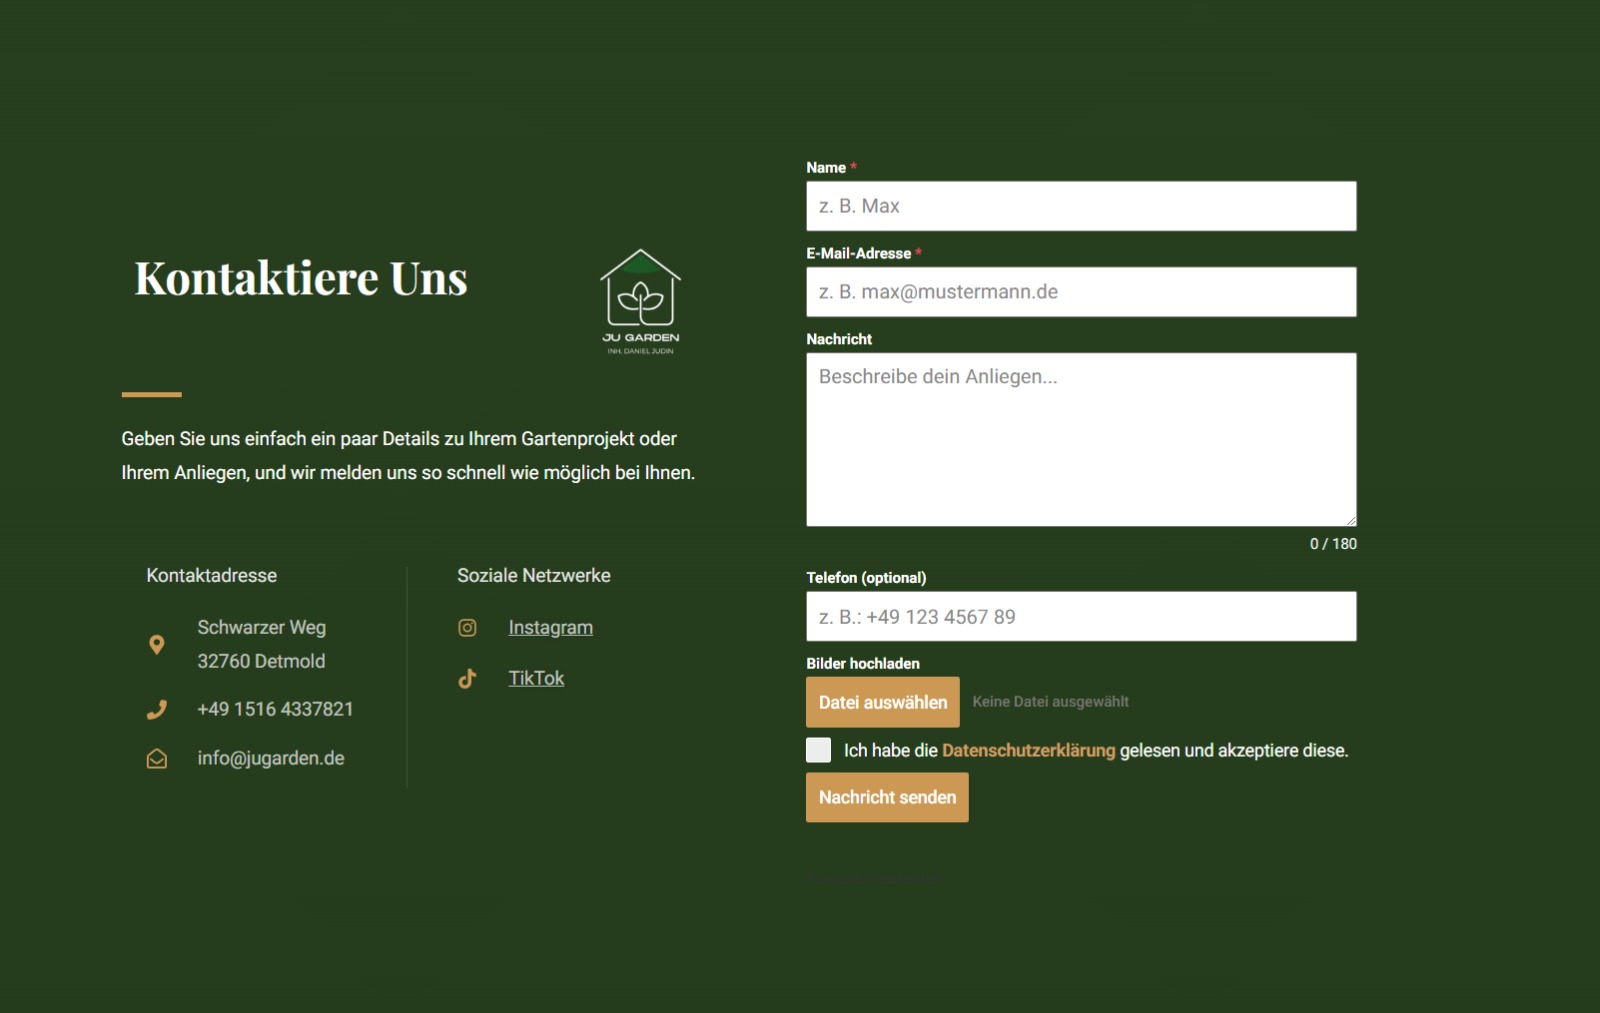 Kontaktiere Uns
JU GARDEN
INH. DANIEL JUDIN
Geben Sie uns einfach ein paar Details zu Ihrem Gartenprojekt oder
Ihrem Anliegen, und wir melden uns so schnell wie möglich bei Ihnen.
Kontaktadresse
Schwarzer Weg
32760 Detmold
+49 1516 4337821
info@jugarden.de
Soziale Netzwerke
Instagram
TikTok
Name *
z. B. Max
E-Mail-Adresse *
z. B. max@mustermann.de
Nachricht
Beschreibe dein Anliegen...
0 / 180
Telefon (optional)
z. B.: +49 123 4567 89
Bilder hochladen
Datei auswählen Keine Datei ausgewählt
Ich habe die Datenschutzerklärung gelesen und akzeptiere diese.
Nachricht senden